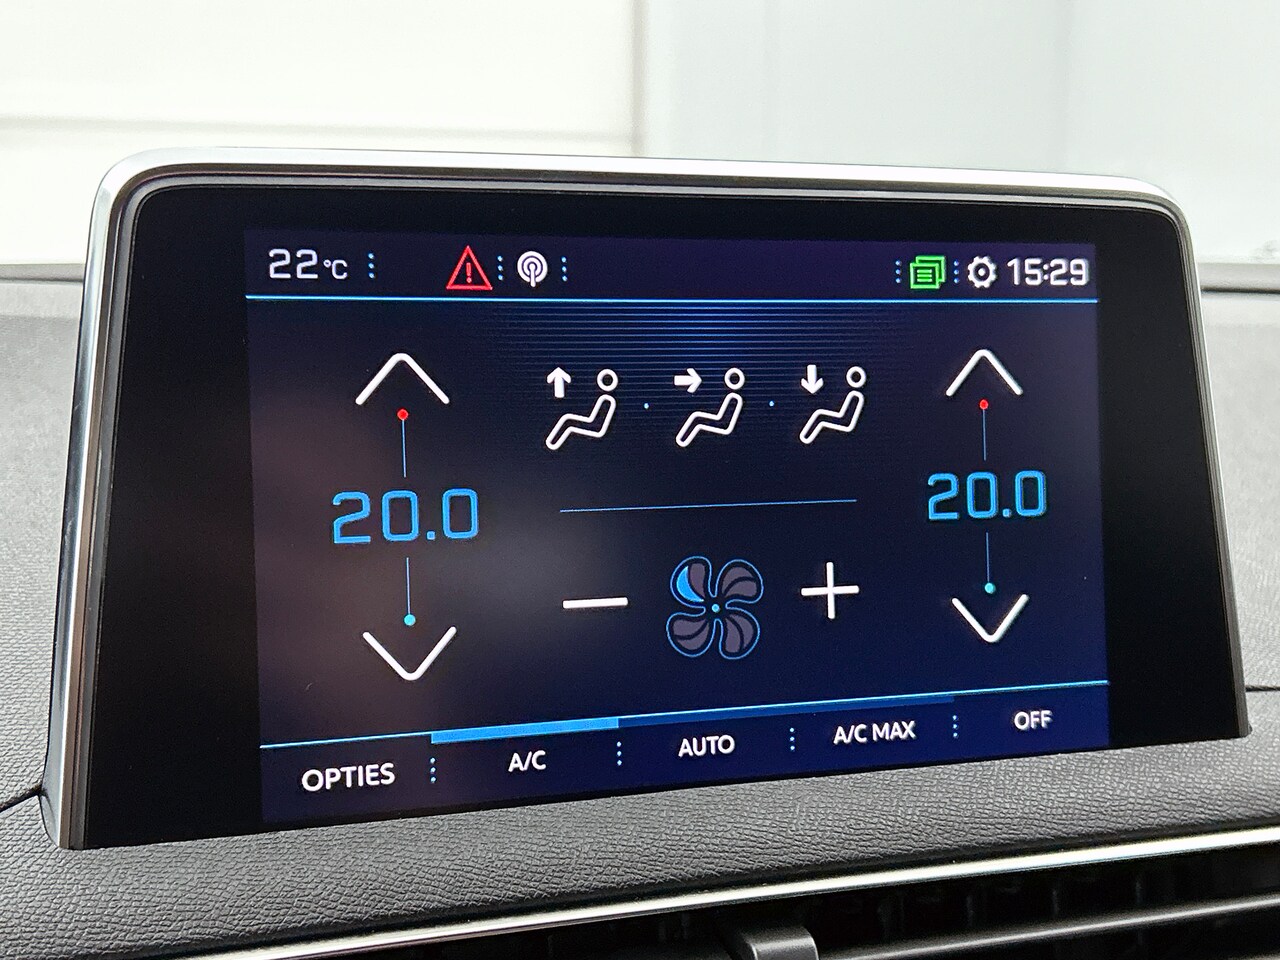 22°C 15:29
20.0 20.0
OPTIES A/C AUTO A/C MAX OFF